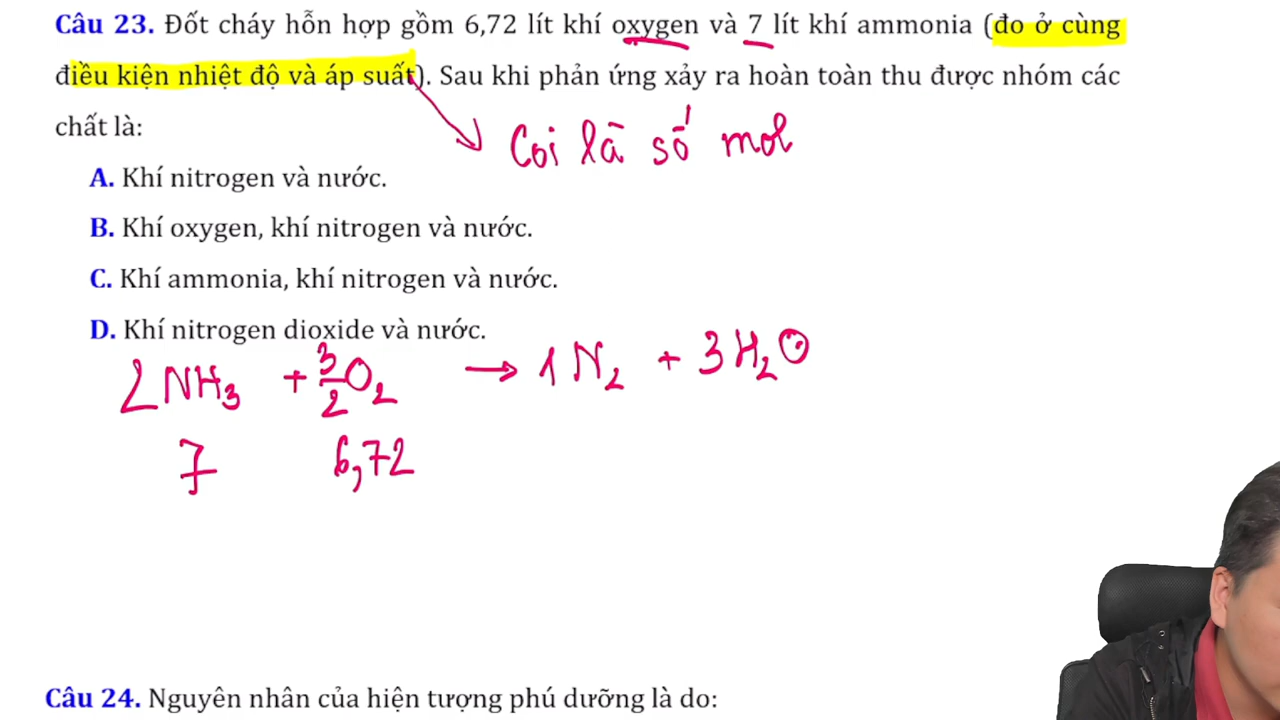 Câu 23. Đốt cháy hỗn hợp gồm 6,72 lít khí oxygen và 7 lít khí ammonia (đo ở cùng
điều kiện nhiệt độ và áp suất). Sau khi phản ứng xảy ra hoàn toàn thu được nhóm các
chất là:
Coi là số mol
A. Khí nitrogen và nước.
B. Khí oxygen, khí nitrogen và nước.
C. Khí ammonia, khí nitrogen và nước.
D. Khí nitrogen dioxide và nước.
2NH₃ + 3/2 O₂ → 1N₂ + 3H₂O
7 6,72
Câu 24. Nguyên nhân của hiện tượng phú dưỡng là do: